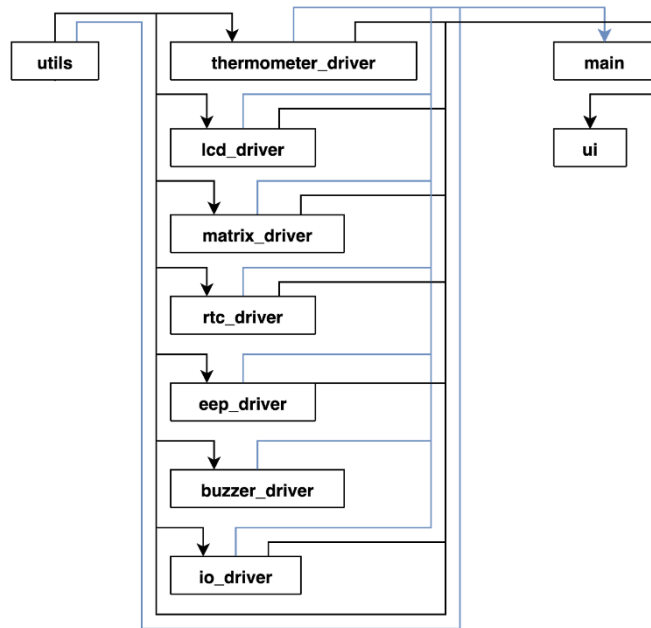 utils
thermometer_driver
main
lcd_driver
ui
matrix_driver
rtc_driver
eep_driver
buzzer_driver
io_driver